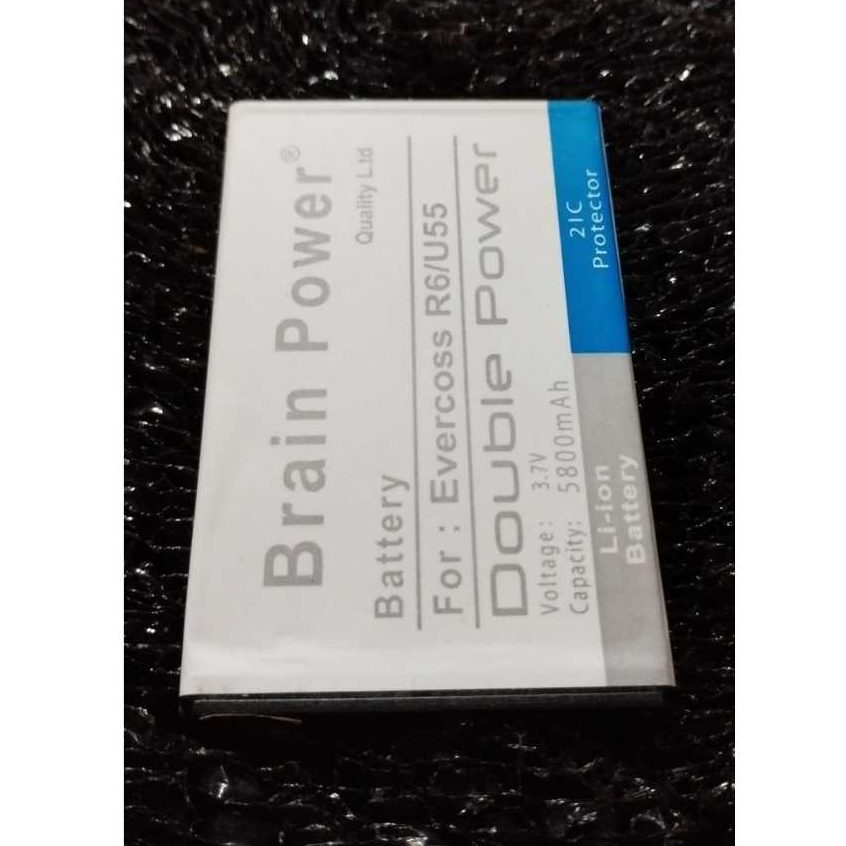 Brain Power®
Quality L.td
Battery
For : Evercoss R6/U55
Double Power
Voltage: 3.7V
Capacity: 5800mAh
2IC
Protector
Li-ion
Battery